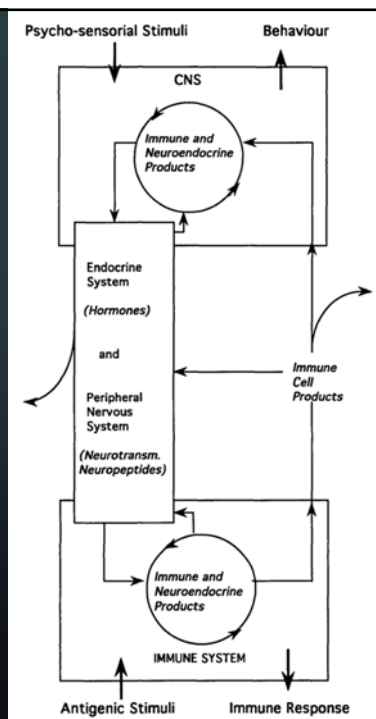 Psycho-sensorial Stimuli
Behaviour
CNS
Immune and
Neuroendocrine
Products
Endocrine
System
(Hormones)
and
Peripheral
Nervous
System
(Neurotransm.
Neuropeptides)
Immune
Cell
Products
Immune and
Neuroendocrine
Products
IMMUNE SYSTEM
Antigenic Stimuli
Immune Response